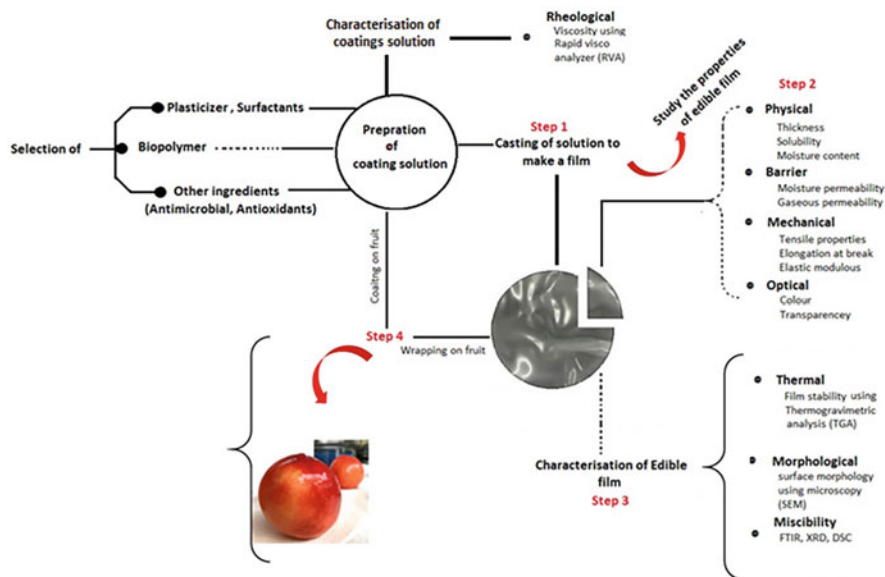 Characterisation of
coatings solution
Rheological
Viscosity using
Rapid visco
analyzer (RVA)
Selection of
Plasticizer , Surfactants
Biopolymer
Other ingredients
(Antimicrobial, Antioxidants)
Prepration
of
coating solution
Step 1
Casting of solution to
make a film
Study the properties
of edible film
Step 2
Physical
Thickness
Solubility
Moisture content
Barrier
Moisture permeability
Gaseous permeability
Mechanical
Tensile properties
Elongation at break
Elastic modulous
Optical
Colour
Transparencey
Coaitng on fruit
Step 4
Wrapping on fruit
Characterisation of Edible
film
Step 3
Thermal
Film stability using
Thermogravimetric
analysis (TGA)
Morphological
surface morphology
using microscopy
(SEM)
Miscibility
FTIR, XRD, DSC